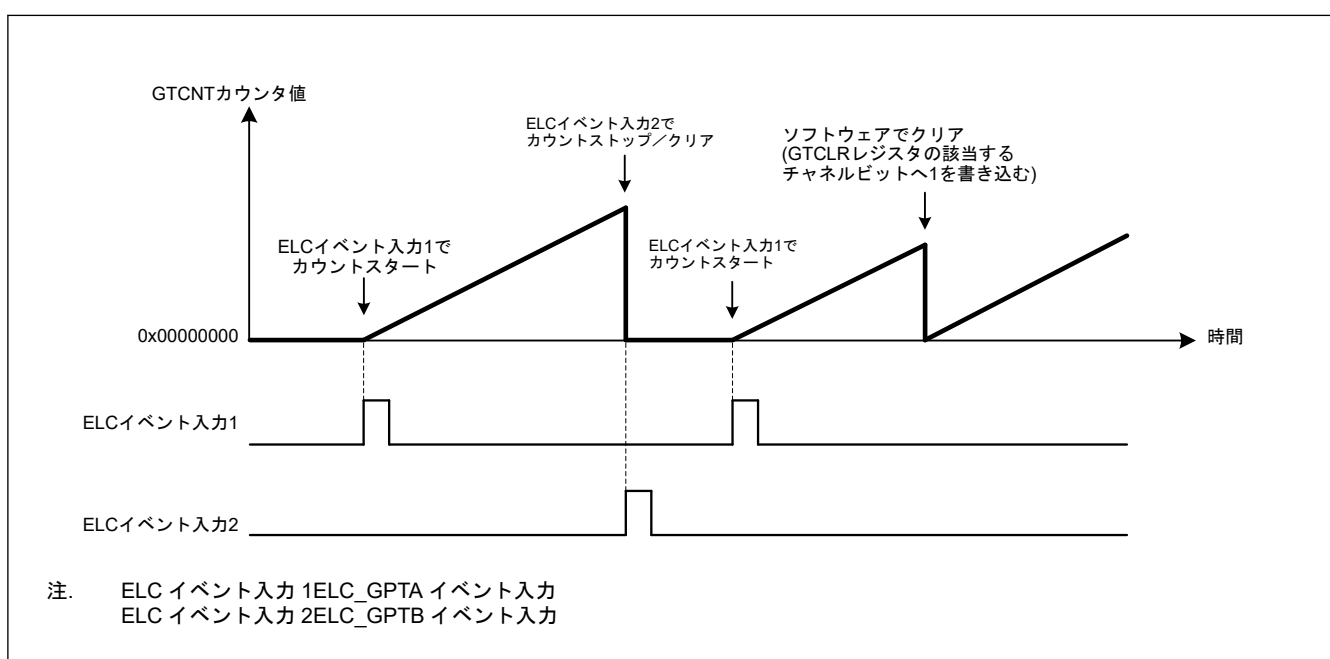 GTCNTカウンタ値
ELCイベント入力2で
カウントストップ／クリア
ソフトウェアでクリア
(GTCLRレジスタの該当する
チャネルビットへ1を書き込む)
ELCイベント入力1で
カウントスタート
ELCイベント入力1で
カウントスタート
0x00000000
時間
ELCイベント入力1
ELCイベント入力2
注. ELC イベント入力 1ELC_GPTA イベント入力
ELC イベント入力 2ELC_GPTB イベント入力